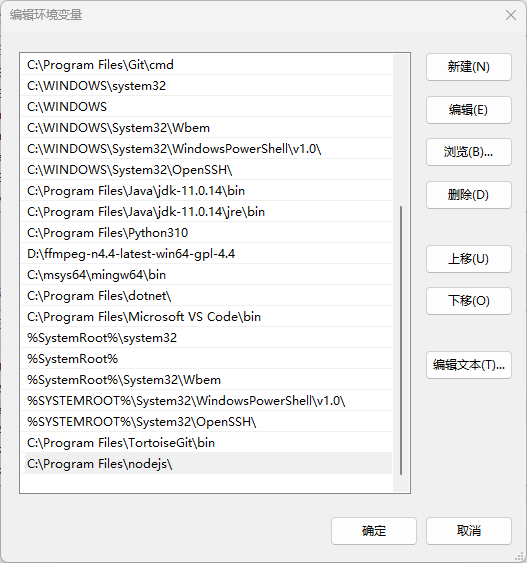 编辑环境变量
C:\Program Files\Git\cmd
C:\WINDOWS\system32
C:\WINDOWS
C:\WINDOWS\System32\Wbem
C:\WINDOWS\System32\WindowsPowerShell\v1.0\
C:\WINDOWS\System32\OpenSSH\
C:\Program Files\Java\jdk-11.0.14\bin
C:\Program Files\Java\jdk-11.0.14\jre\bin
C:\Program Files\Python310
D:\ffmpeg-n4.4-latest-win64-gpl-4.4
C:\msys64\mingw64\bin
C:\Program Files\dotnet\
C:\Program Files\Microsoft VS Code\bin
%SystemRoot%\system32
%SystemRoot%
%SystemRoot%\System32\Wbem
%SYSTEMROOT%\System32\WindowsPowerShell\v1.0\
%SYSTEMROOT%\System32\OpenSSH\
C:\Program Files\TortoiseGit\bin
C:\Program Files\nodejs\
新建(N)
编辑(E)
浏览(B)...
删除(D)
上移(U)
下移(O)
编辑文本(T)...
确定
取消